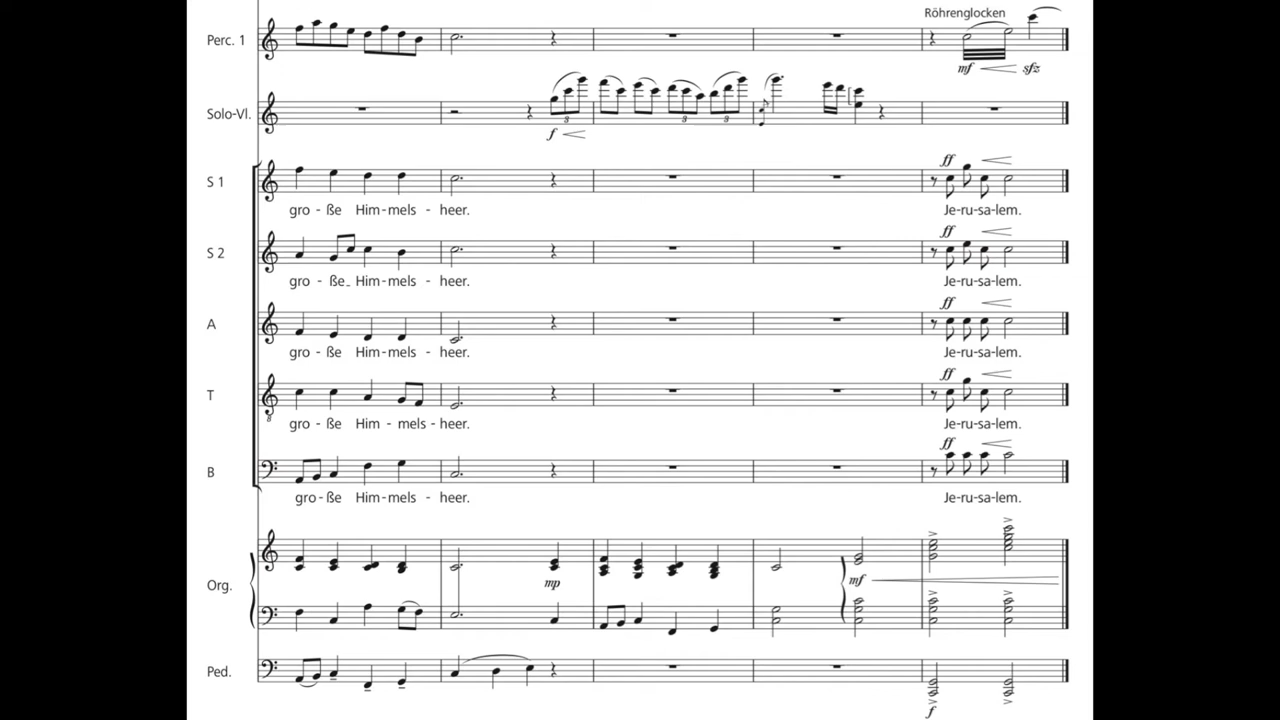 Röhrenglocken
Perc. 1
mf sfz
Solo-Vl.
3 3 3
f
ff
S 1
gro - ße Him - mels - heer. Je-ru-sa-lem.
ff
S 2
gro - ße_ Him - mels - heer. Je-ru-sa-lem.
ff
A
gro - ße Him - mels - heer. Je-ru-sa-lem.
ff
T
8
gro - ße Him - mels - heer. Je-ru-sa-lem.
ff
B
gro - ße Him - mels - heer. Je-ru-sa-lem.
Org.
mp mf
Ped.
f